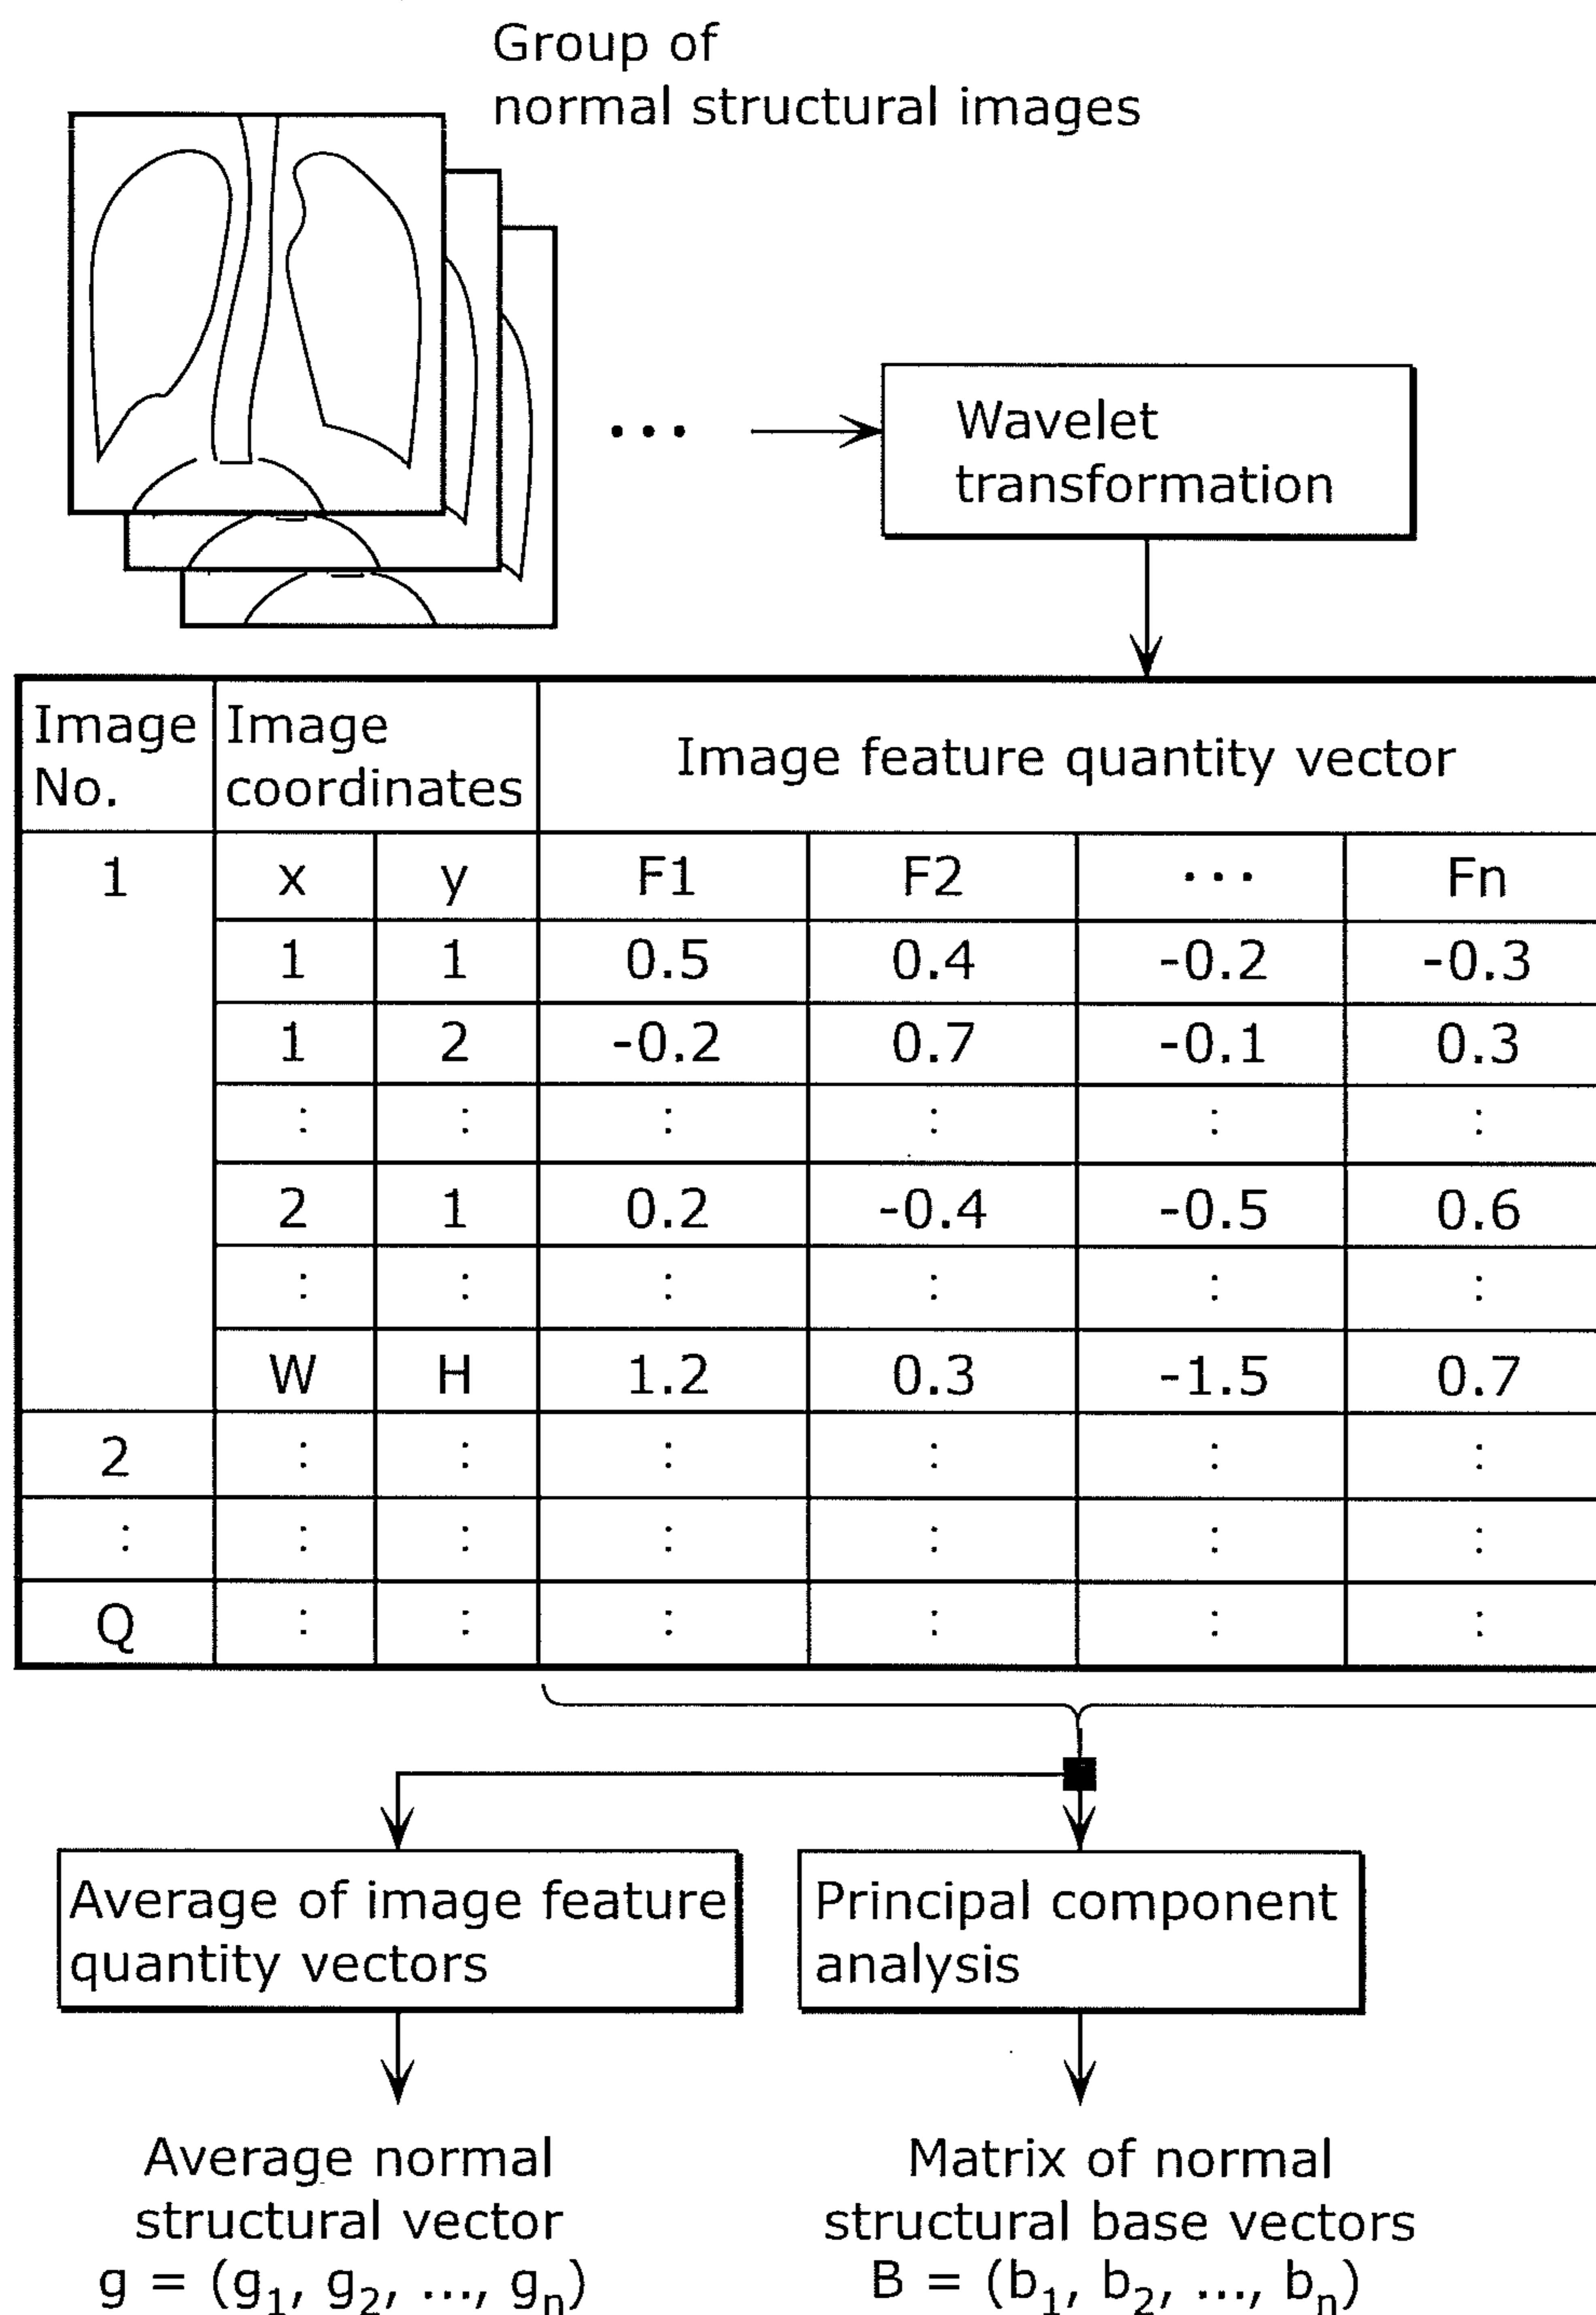 Group of
normal structural images
...
Wavelet
transformation
Image No. Image coordinates Image feature quantity vector
1 x y F1 F2 ... Fn
1 1 0.5 0.4 -0.2 -0.3
1 2 -0.2 0.7 -0.1 0.3
: : : : : :
2 1 0.2 -0.4 -0.5 0.6
: : : : : :
W H 1.2 0.3 -1.5 0.7
2 : : : : : :
: : : : : : :
Q : : : : : :
Average of image feature
quantity vectors
Principal component
analysis
Average normal
structural vector
g = (g₁, g₂, ..., gₙ)
Matrix of normal
structural base vectors
B = (b₁, b₂, ..., bₙ)